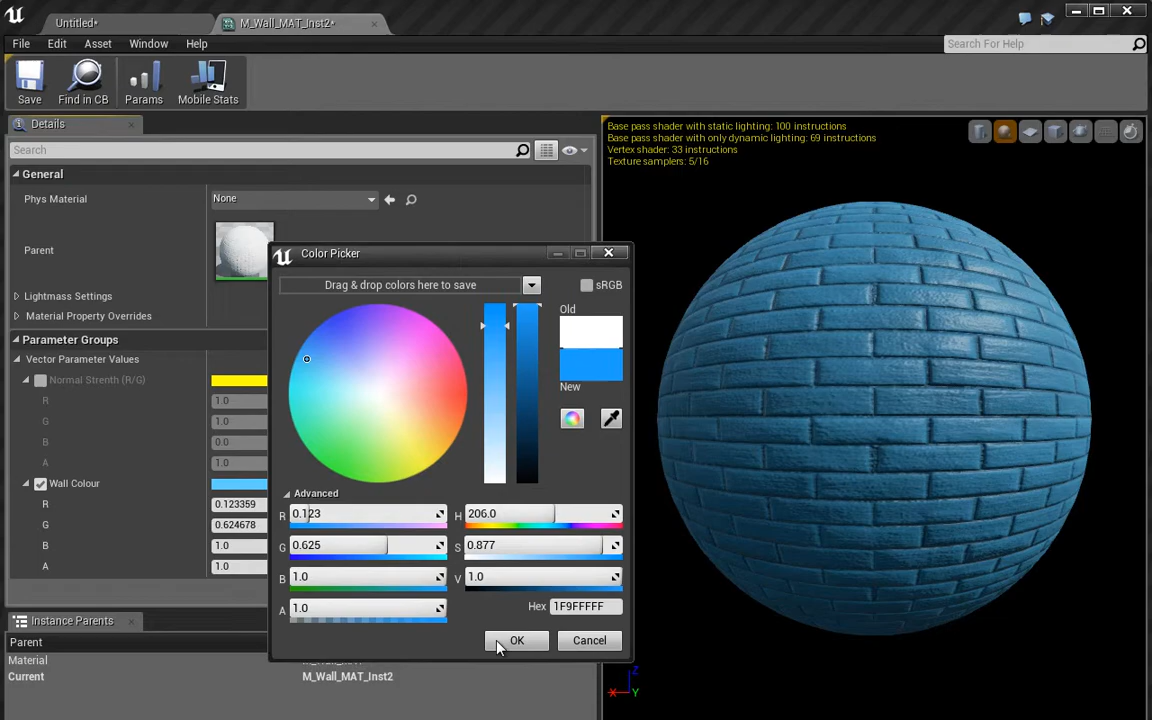 Untitled*
M_Wall_MAT_Inst2*
File Edit Asset Window Help
Search For Help
Save Find in CB Params Mobile Stats
Details
Search
General
Phys Material None
Parent
Lightmass Settings
Material Property Overrides
Parameter Groups
Vector Parameter Values
Normal Strenth (R/G)
R 1.0
G 1.0
B 0.0
A 1.0
Wall Colour
R 0.123359
G 0.624678
B 1.0
A 1.0
Instance Parents
Parent
Material
Current M_Wall_MAT_Inst2
Color Picker
Drag & drop colors here to save
sRGB
Old
New
Advanced
R 0.123 H 206.0
G 0.625 S 0.877
B 1.0 V 1.0
A 1.0 Hex 1F9FFFFF
OK Cancel
Base pass shader with static lighting: 100 instructions
Base pass shader with only dynamic lighting: 69 instructions
Vertex shader: 33 instructions
Texture samplers: 5/16
Z
X Y